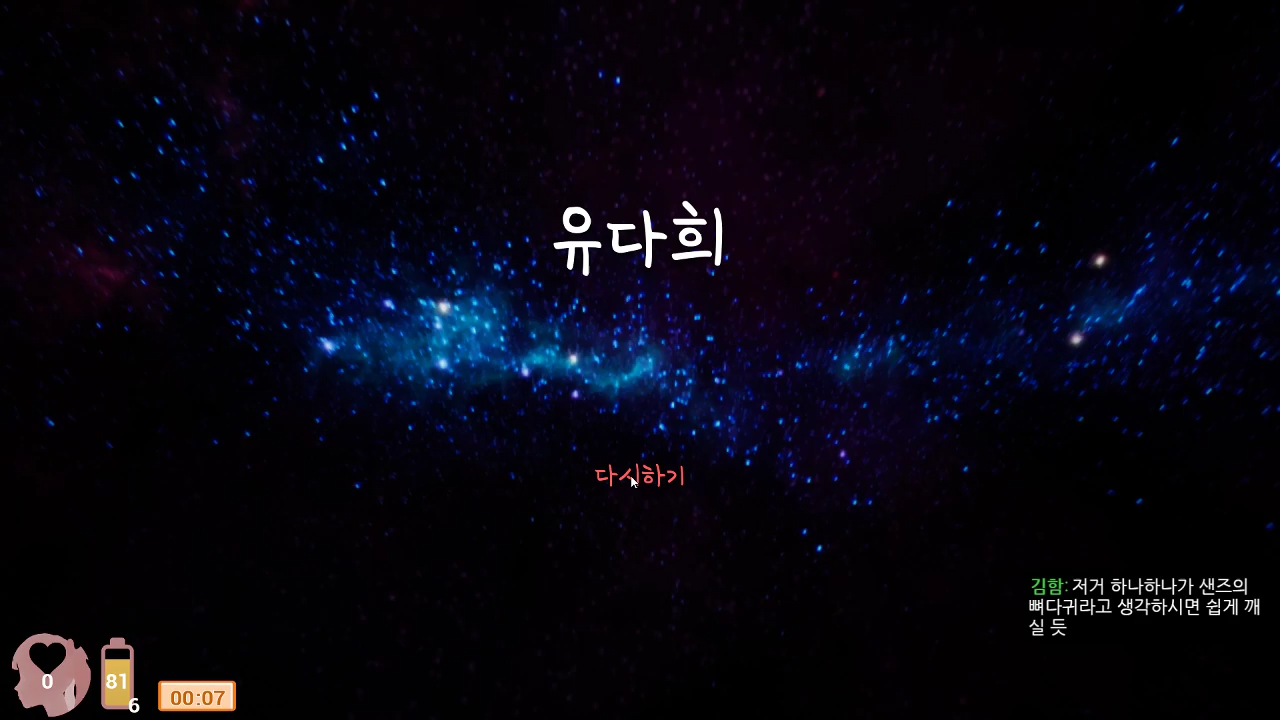 유다희
다시하기
김함: 저거 하나하나가 샌즈의
뼈다귀라고 생각하시면 쉽게 깨
실 듯
0
81
6
00:07